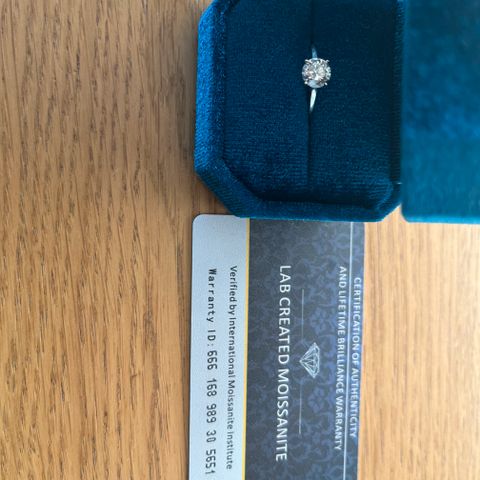 CERTIFICATION OF AUTHENTICITY
AND LIFETIME BRILLIANCE WARRANTY
LAB CREATED MOISSANITE
Verified by International Moissanite Institute
Warranty ID: 666 168 989 30 5651